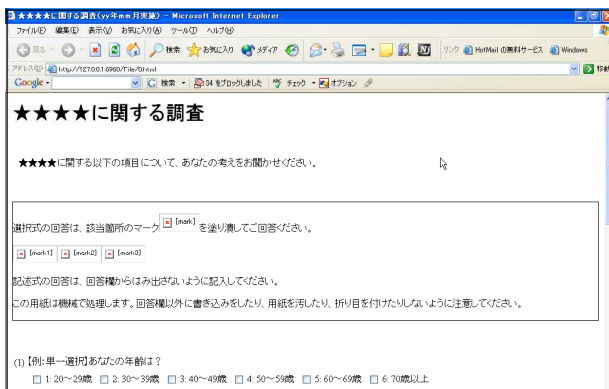 ★★★★に関する調査(yy年mm月実施) - Microsoft Internet Explorer
ファイル(F) 編集(E) 表示(V) お気に入り(A) ツール(T) ヘルプ(H)
戻る 検索 お気に入り メディア リンク HotMail の無料サービス Windows
アドレス(D) http://127.0.0.1:6960/File/0.html 移動
Google 検索 34 をブロックしました チェック オプション
★★★★に関する調査
★★★★に関する以下の項目について、あなたの考えをお聞かせください。
選択式の回答は、該当箇所のマーク [mark] を塗り潰してご回答ください。
[mark1] [mark2] [mark3]
記述式の回答は、回答欄からはみ出さないように記入してください。
この用紙は機械で処理します。回答欄以外に書き込みをしたり、用紙を汚したり、折り目を付けたりしないように注意してください。
(1) 【例:単一選択】あなたの年齢は？
1: 20～29歳 2: 30～39歳 3: 40～49歳 4: 50～59歳 5: 60～69歳 6: 70歳以上